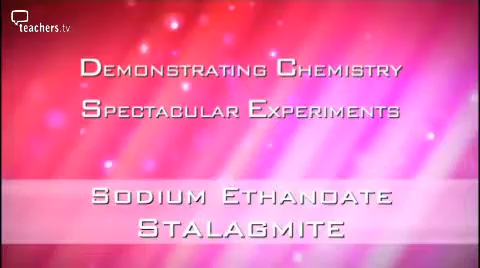 teachers.tv
Demonstrating Chemistry
Spectacular Experiments
Sodium Ethanoate
Stalagmite